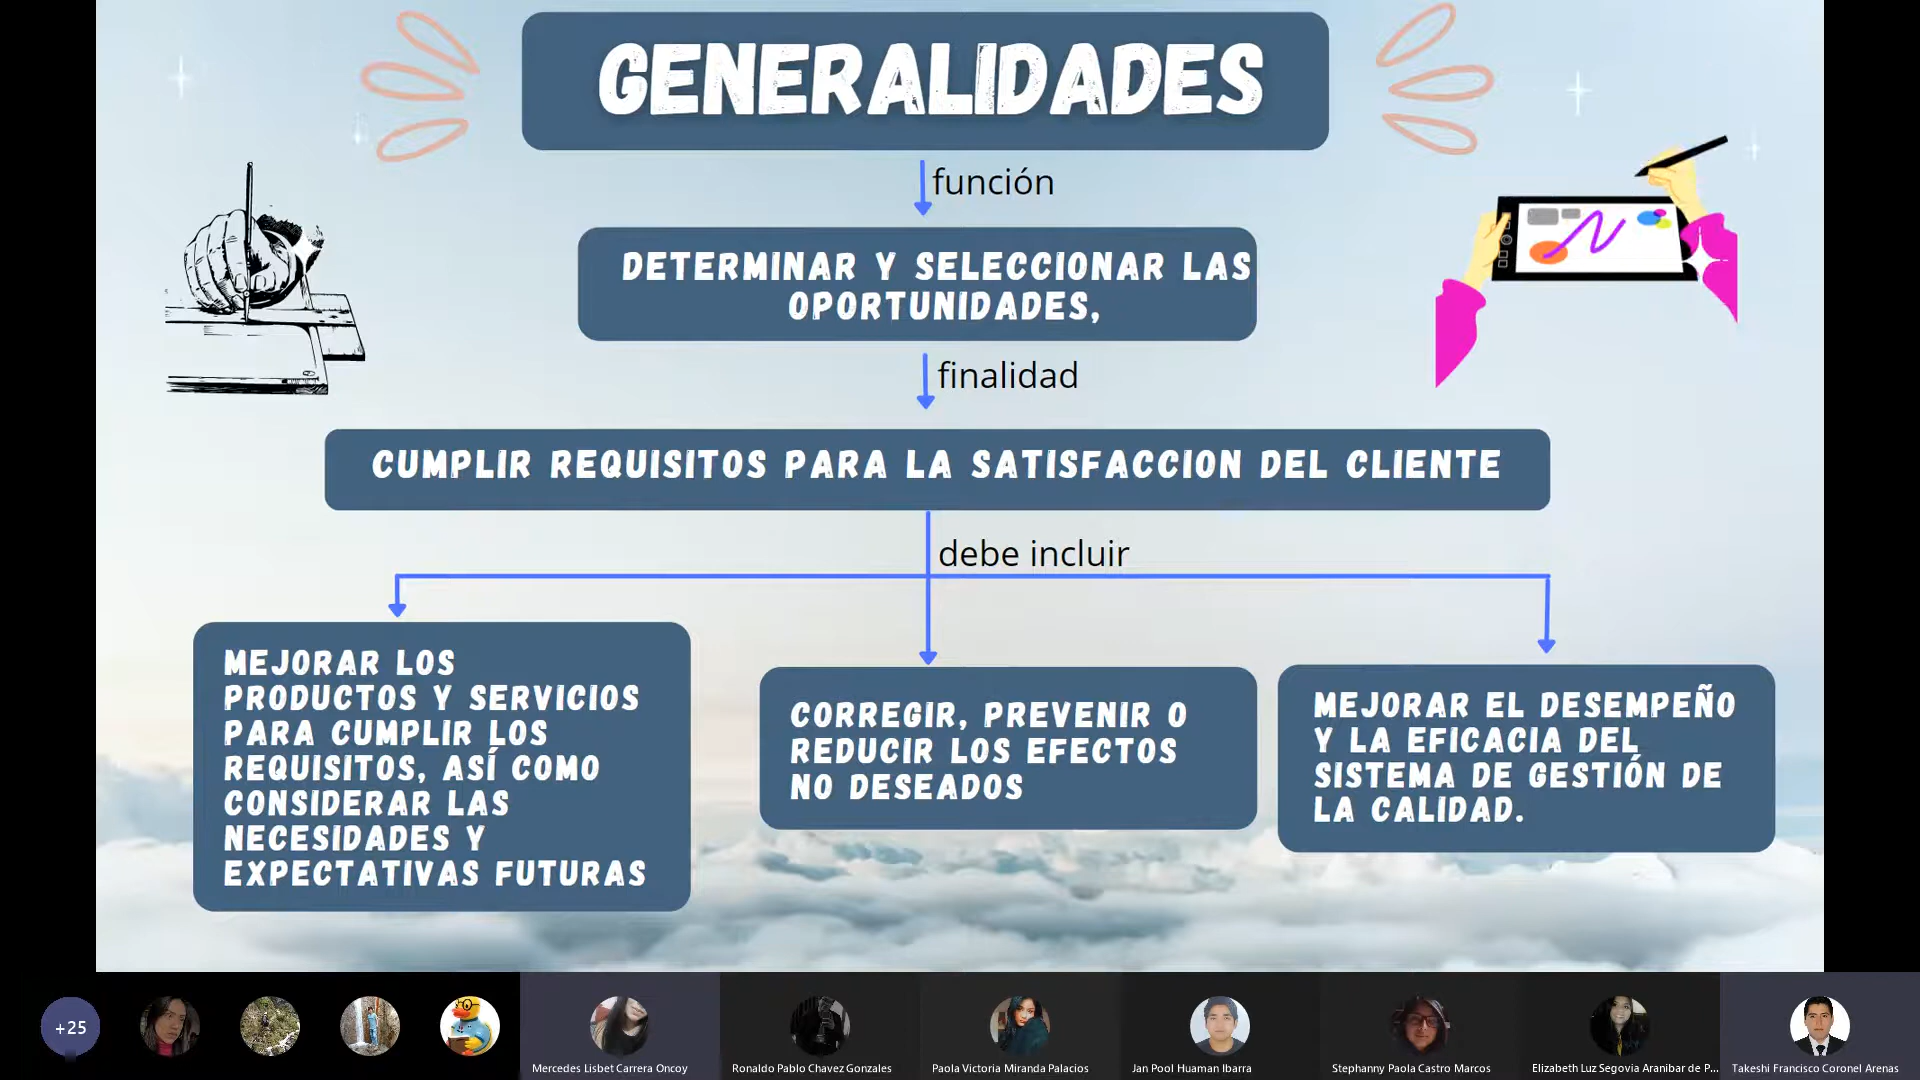 GENERALIDADES
función
DETERMINAR Y SELECCIONAR LAS
OPORTUNIDADES,
finalidad
CUMPLIR REQUISITOS PARA LA SATISFACCION DEL CLIENTE
debe incluir
MEJORAR LOS
PRODUCTOS Y SERVICIOS
PARA CUMPLIR LOS
REQUISITOS, ASÍ COMO
CONSIDERAR LAS
NECESIDADES Y
EXPECTATIVAS FUTURAS
CORREGIR, PREVENIR O
REDUCIR LOS EFECTOS
NO DESEADOS
MEJORAR EL DESEMPEÑO
Y LA EFICACIA DEL
SISTEMA DE GESTIÓN DE
LA CALIDAD.
+25
Mercedes Lisbet Carrera Oncoy
Ronaldo Pablo Chavez Gonzales
Paola Victoria Miranda Palacios
Jan Pool Huaman Ibarra
Stephanny Paola Castro Marcos
Elizabeth Luz Segovia Aranibar de P...
Takeshi Francisco Coronel Arenas